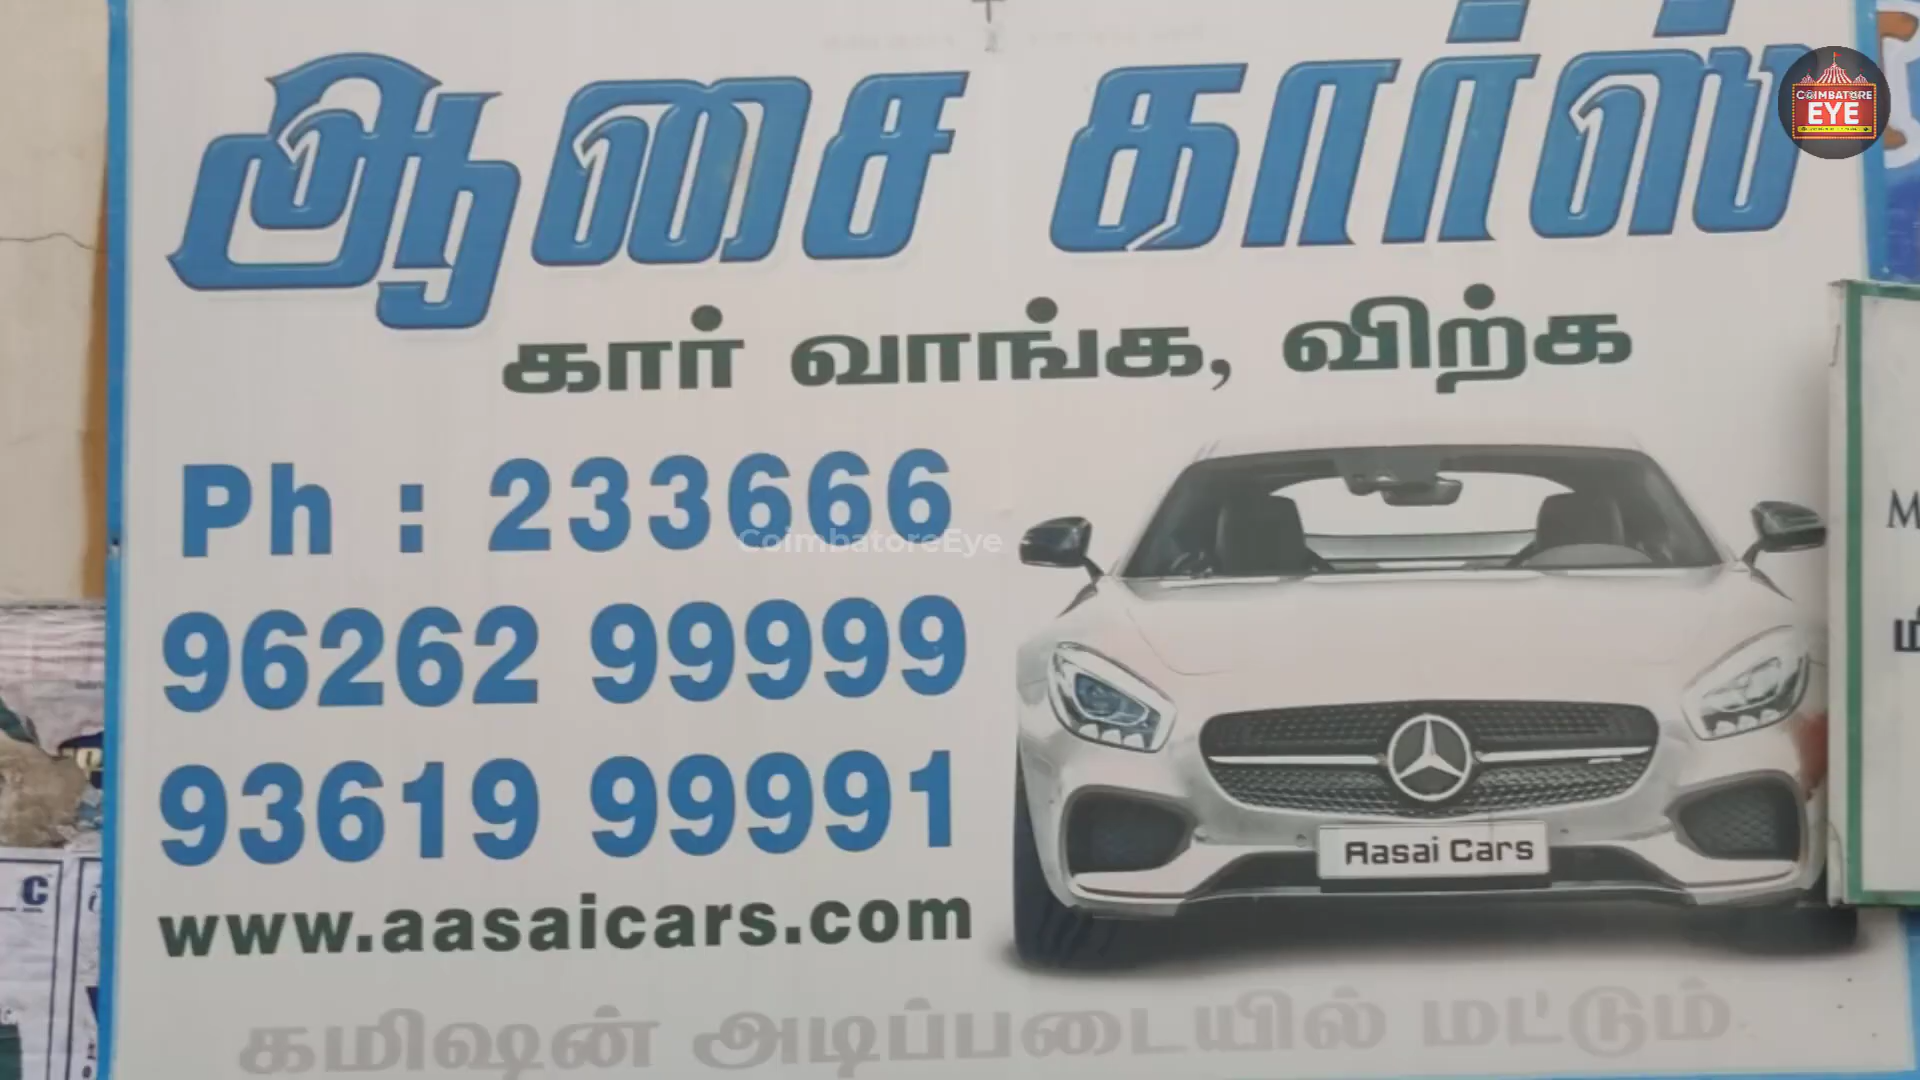 ஆசை கார்ஸ்
COIMBATORE
EYE
கார் வாங்க, விற்க
Ph : 233666
CoimbatoreEye
96262 99999
93619 99991
Aasai Cars
www.aasaicars.com
கமிஷன் அடிப்படையில் மட்டும்
M
C